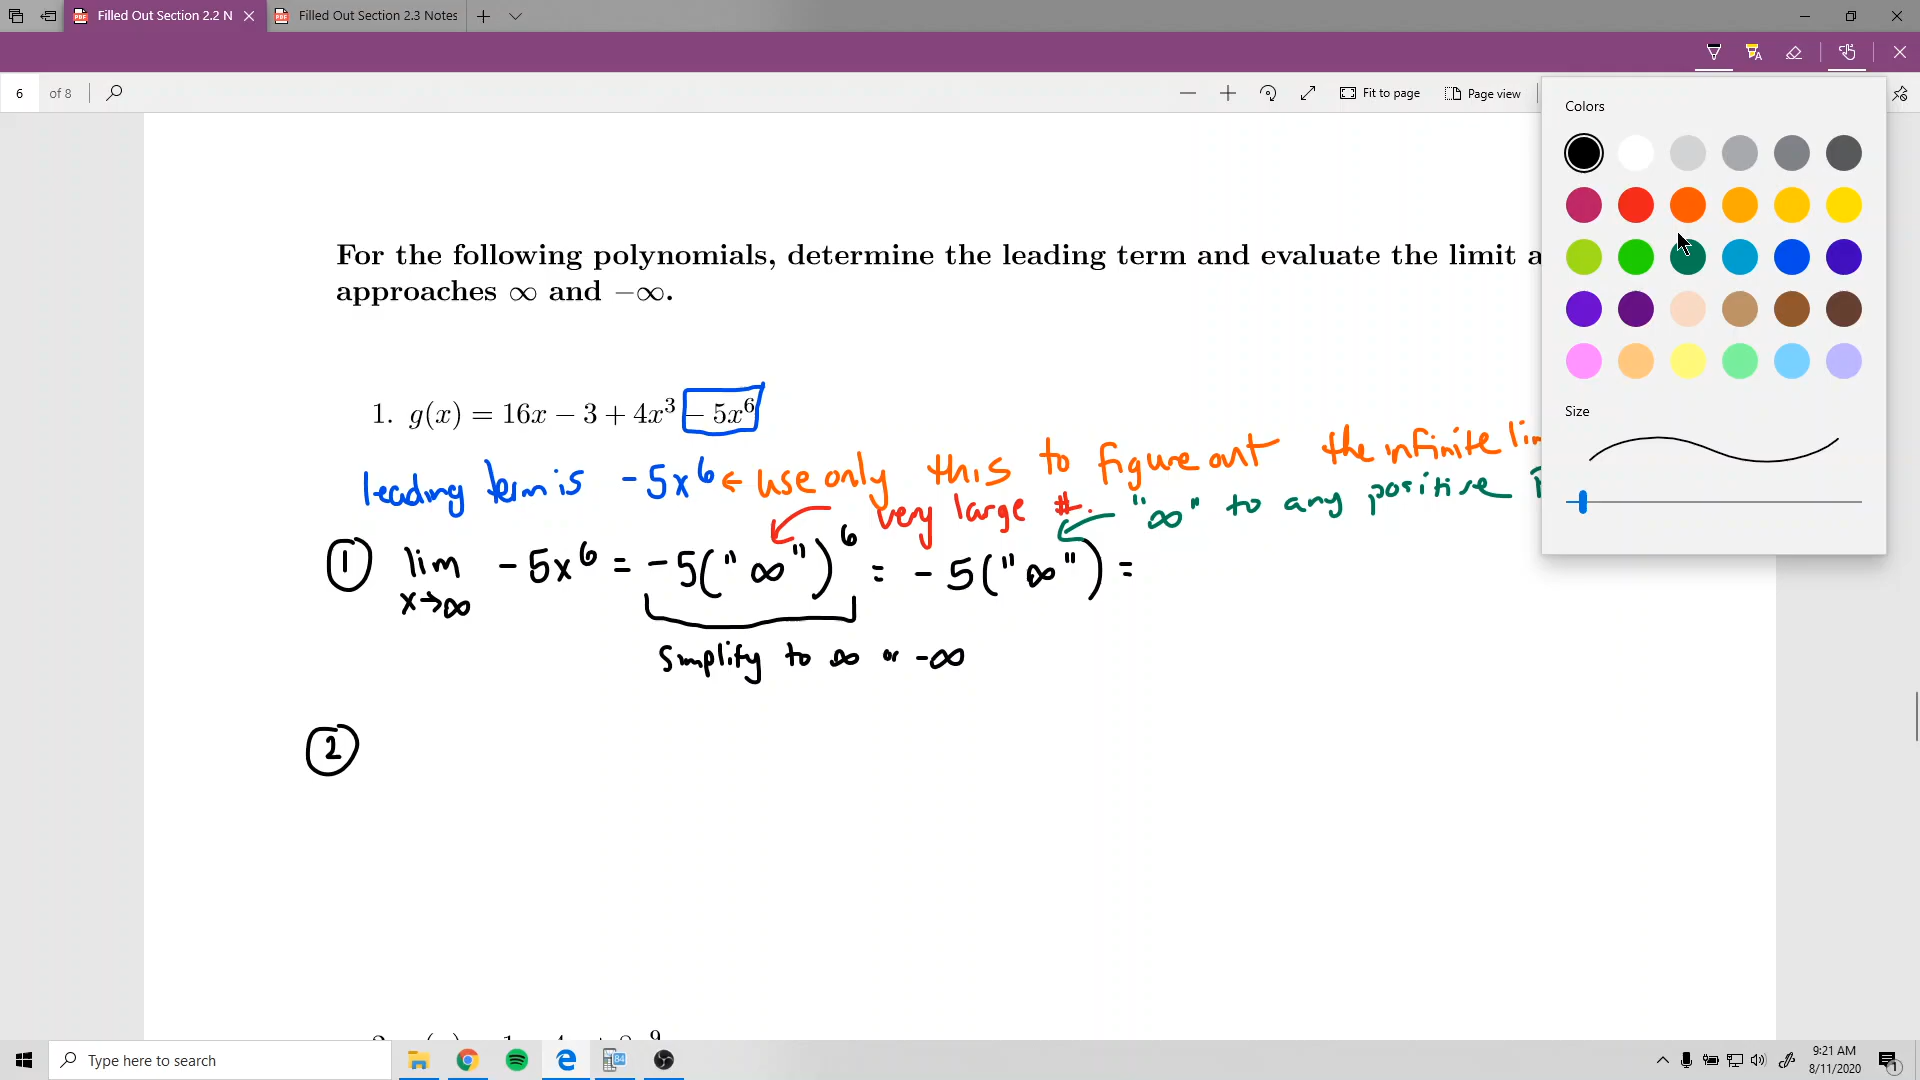 Filled Out Section 2.2 N
Filled Out Section 2.3 Notes
6 of 8
Fit to page
Page view
Colors
Size
For the following polynomials, determine the leading term and evaluate the limit a
approaches ∞ and −∞.
1. g(x) = 16x − 3 + 4x³ − 5x⁶
leading term is -5x⁶ ← use only this to figure out the infinite lim
very large #.
"∞" to any positive
① lim x→∞ -5x⁶ = -5("∞")⁶ = -5("∞") =
simplify to ∞ or -∞
②
Type here to search
84
9:21 AM
8/11/2020
1